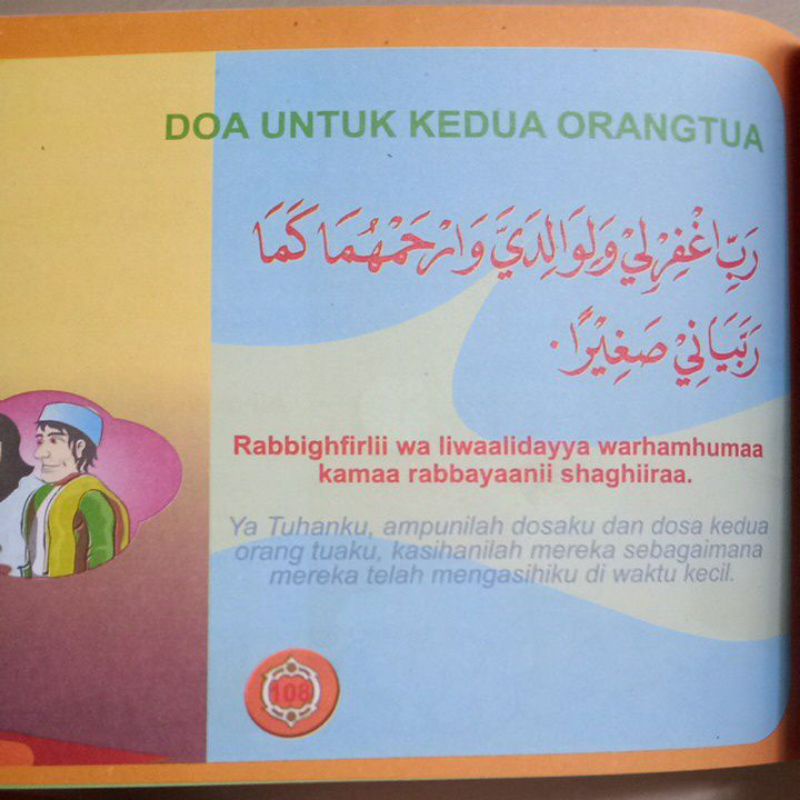 DOA UNTUK KEDUA ORANGTUA
رَبِّ اغْفِرْلِيْ وَلِوَالِدَيَّ وَارْحَمْهُمَا كَمَا
رَبَّيَانِيْ صَغِيْرًا.
Rabbighfirlii wa liwaalidayya warhamhumaa
kamaa rabbayaanii shaghiiraa.
Ya Tuhanku, ampunilah dosaku dan dosa kedua
orang tuaku, kasihanilah mereka sebagaimana
mereka telah mengasihiku di waktu kecil.
108